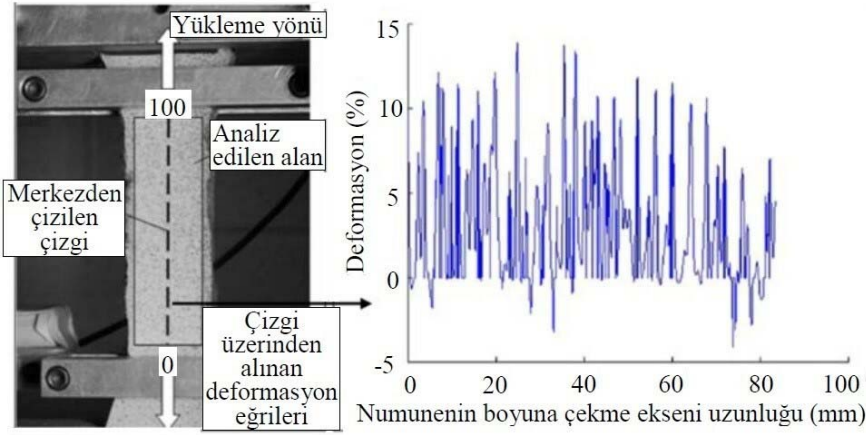 Yükleme yönü
100
Analiz
edilen alan
Merkezden
çizilen
çizgi
0
Çizgi
üzerinden
alınan
deformasyon
eğrileri
Deformasyon (%)
15
10
5
0
-5
0
20
40
60
80
100
Numunenin boyuna çekme ekseni uzunluğu (mm)